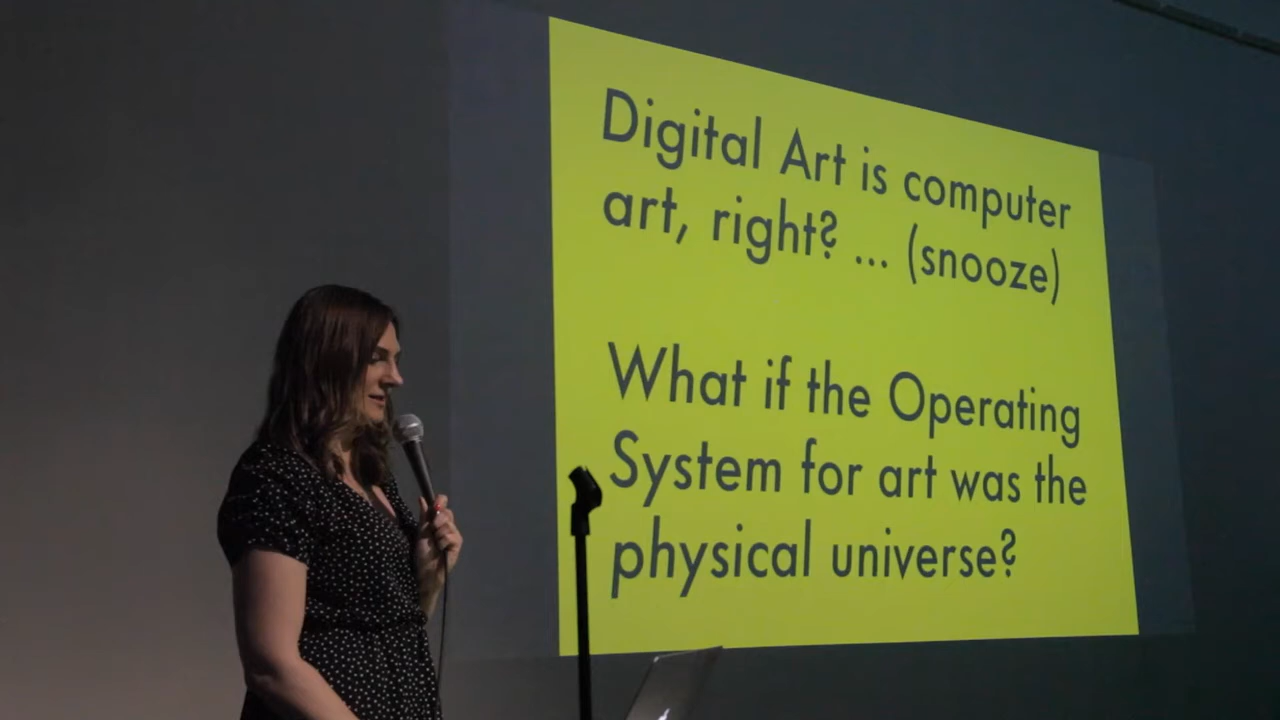 Digital Art is computer
art, right? ... (snooze)
What if the Operating
System for art was the
physical universe?